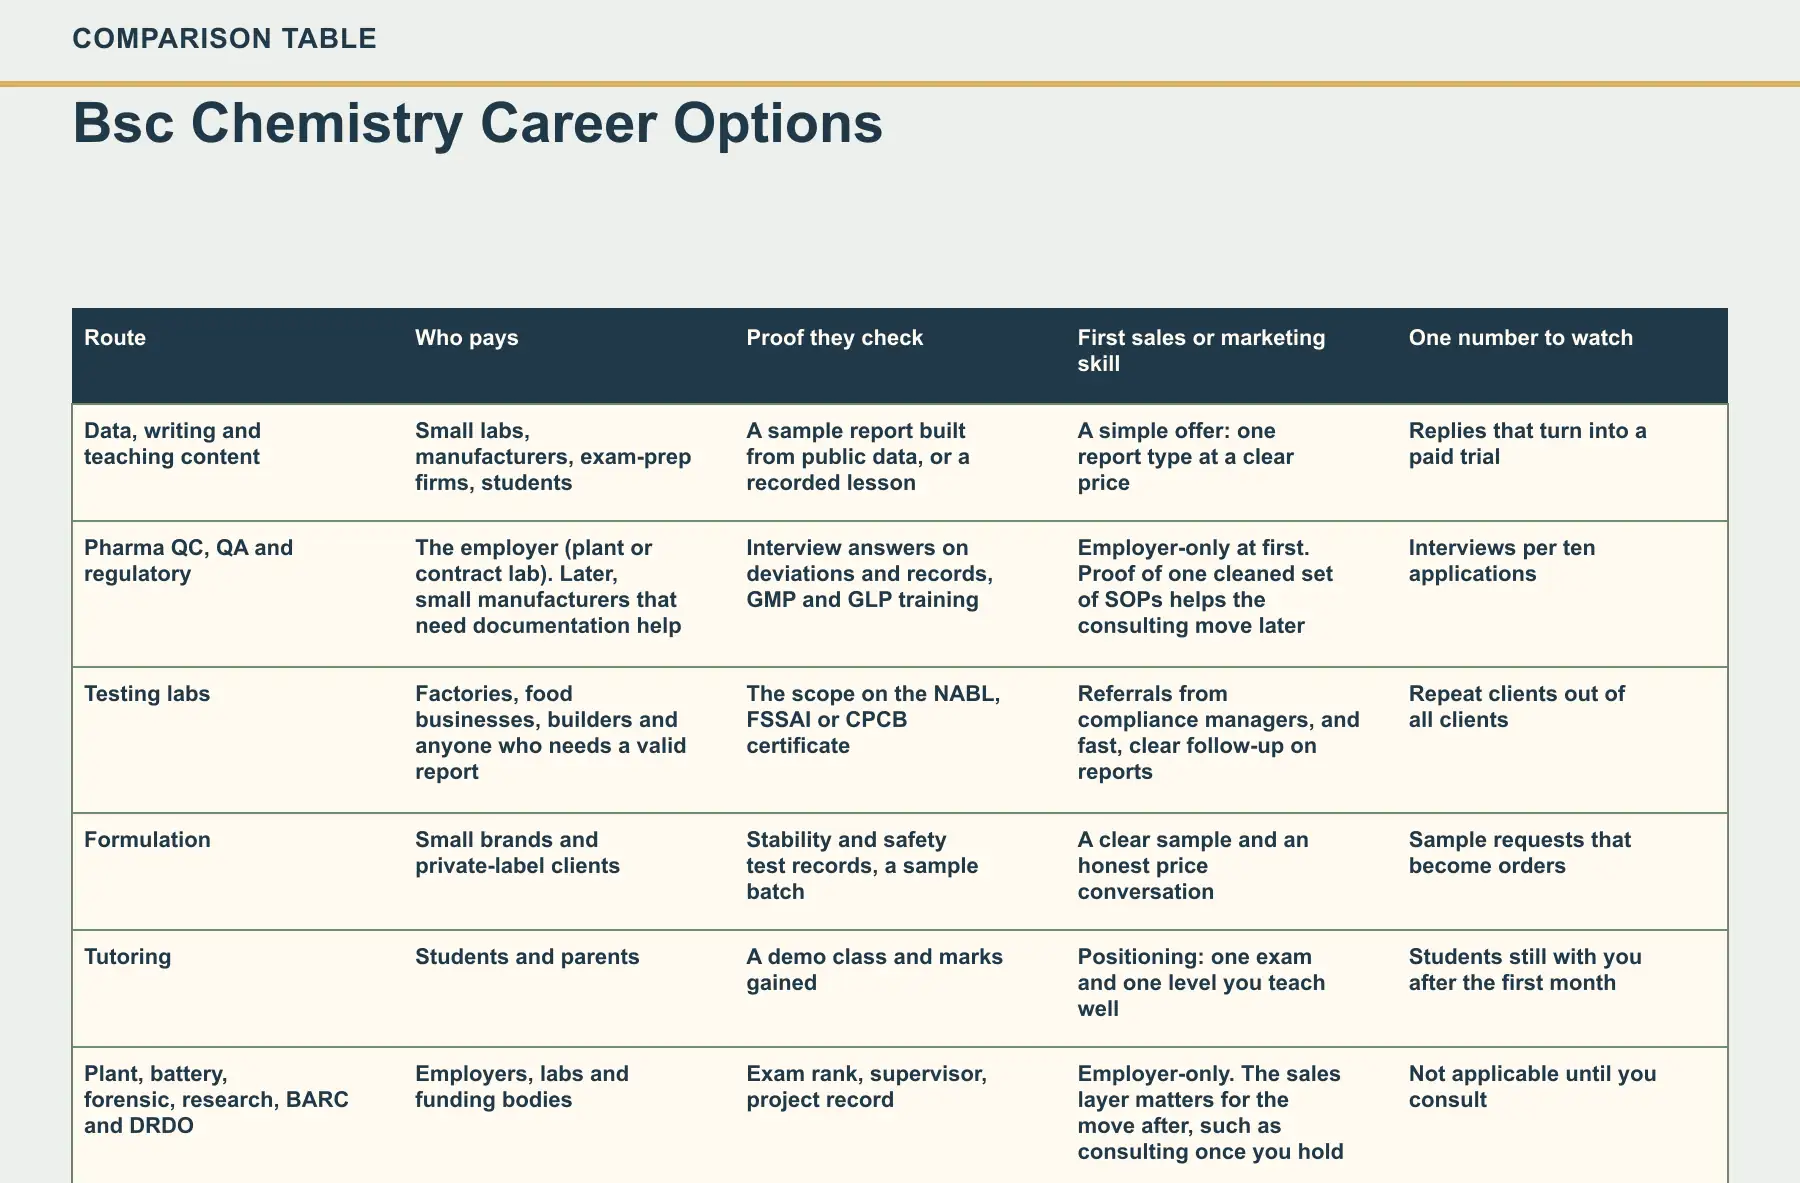 COMPARISON TABLE
Bsc Chemistry Career Options
Route
Who pays
Proof they check
First sales or marketing
skill
One number to watch
Data, writing and
teaching content
Small labs,
manufacturers, exam-prep
firms, students
A sample report built
from public data, or a
recorded lesson
A simple offer: one
report type at a clear
price
Replies that turn into a
paid trial
Pharma QC, QA and
regulatory
The employer (plant or
contract lab). Later,
small manufacturers that
need documentation help
Interview answers on
deviations and records,
GMP and GLP training
Employer-only at first.
Proof of one cleaned set
of SOPs helps the
consulting move later
Interviews per ten
applications
Testing labs
Factories, food
businesses, builders and
anyone who needs a valid
report
The scope on the NABL,
FSSAI or CPCB
certificate
Referrals from
compliance managers, and
fast, clear follow-up on
reports
Repeat clients out of
all clients
Formulation
Small brands and
private-label clients
Stability and safety
test records, a sample
batch
A clear sample and an
honest price
conversation
Sample requests that
become orders
Tutoring
Students and parents
A demo class and marks
gained
Positioning: one exam
and one level you teach
well
Students still with you
after the first month
Plant, battery,
forensic, research, BARC
and DRDO
Employers, labs and
funding bodies
Exam rank, supervisor,
project record
Employer-only. The sales
layer matters for the
move after, such as
consulting once you hold
Not applicable until you
consult